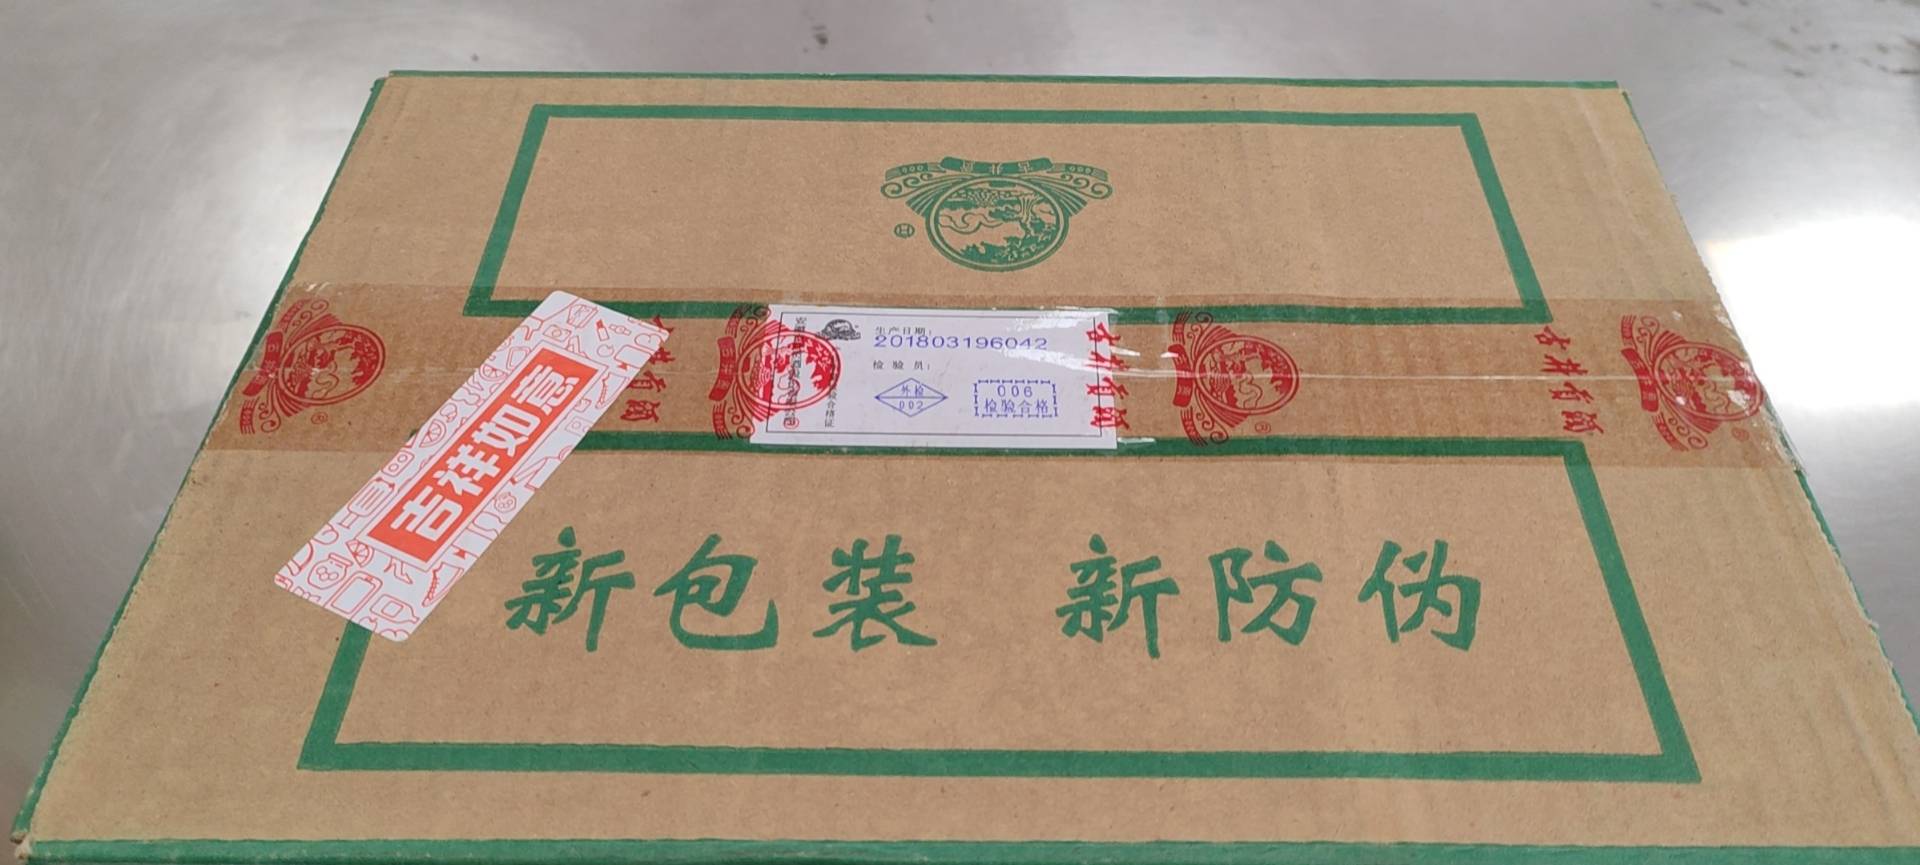 古井贡
生产日期:
201803196042
检验员:
外检
002
006
检验合格
古井贡酒
古井贡酒
吉祥如意
新包装 新防伪